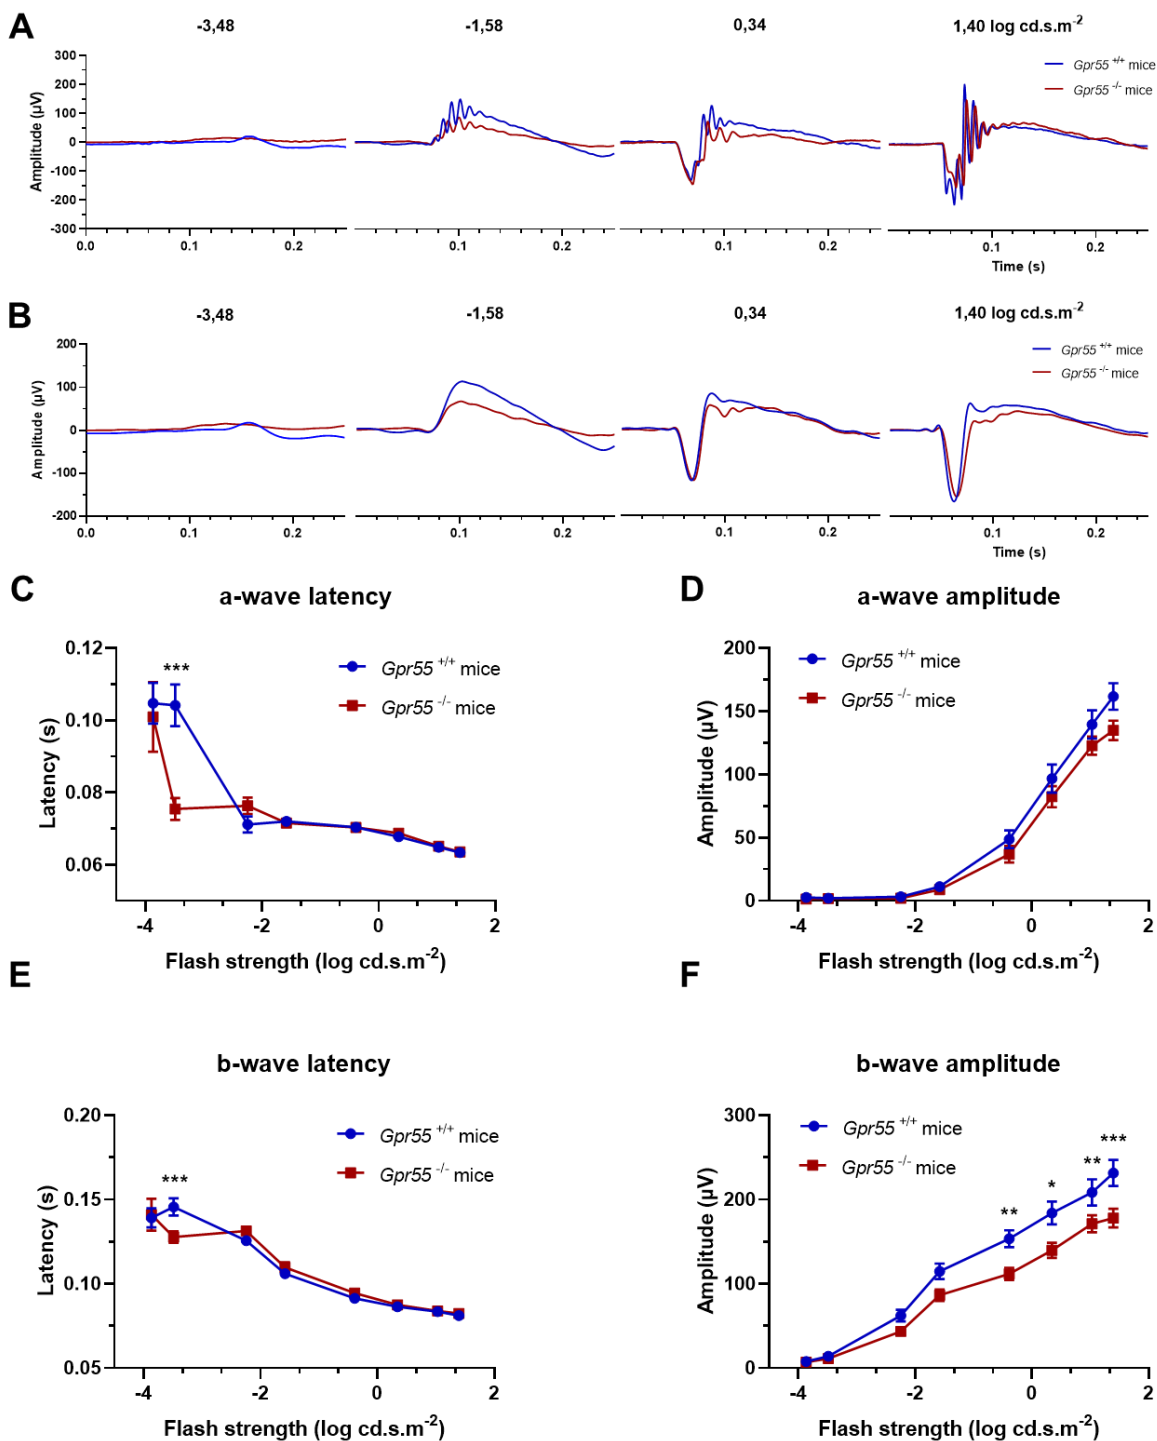 A
-3,48 -1,58 0,34 1,40 log cd.s.m-2
Gpr55 +/+ mice
Gpr55 -/- mice
Amplitude (µV)
300
200
100
0
-100
-200
-300
0.0 0.1 0.2 0.1 0.2 0.1 0.2 0.1 0.2
Time (s)
B
-3,48 -1,58 0,34 1,40 log cd.s.m-2
Gpr55 +/+ mice
Gpr55 -/- mice
Amplitude (µV)
200
100
0
-100
-200
0.0 0.1 0.2 0.1 0.2 0.1 0.2 0.1 0.2
Time (s)
C
a-wave latency
Latency (s)
0.12
0.10
0.08
0.06
***
Gpr55 +/+ mice
Gpr55 -/- mice
-4 -2 0 2
Flash strength (log cd.s.m-2)
D
a-wave amplitude
Amplitude (µV)
200
150
100
50
0
Gpr55 +/+ mice
Gpr55 -/- mice
-4 -2 0 2
Flash strength (log cd.s.m-2)
E
b-wave latency
Latency (s)
0.20
0.15
0.10
0.05
***
Gpr55 +/+ mice
Gpr55 -/- mice
-4 -2 0 2
Flash strength (log cd.s.m-2)
F
b-wave amplitude
Amplitude (µV)
300
200
100
0
Gpr55 +/+ mice
Gpr55 -/- mice
** * ** ***
-4 -2 0 2
Flash strength (log cd.s.m-2)